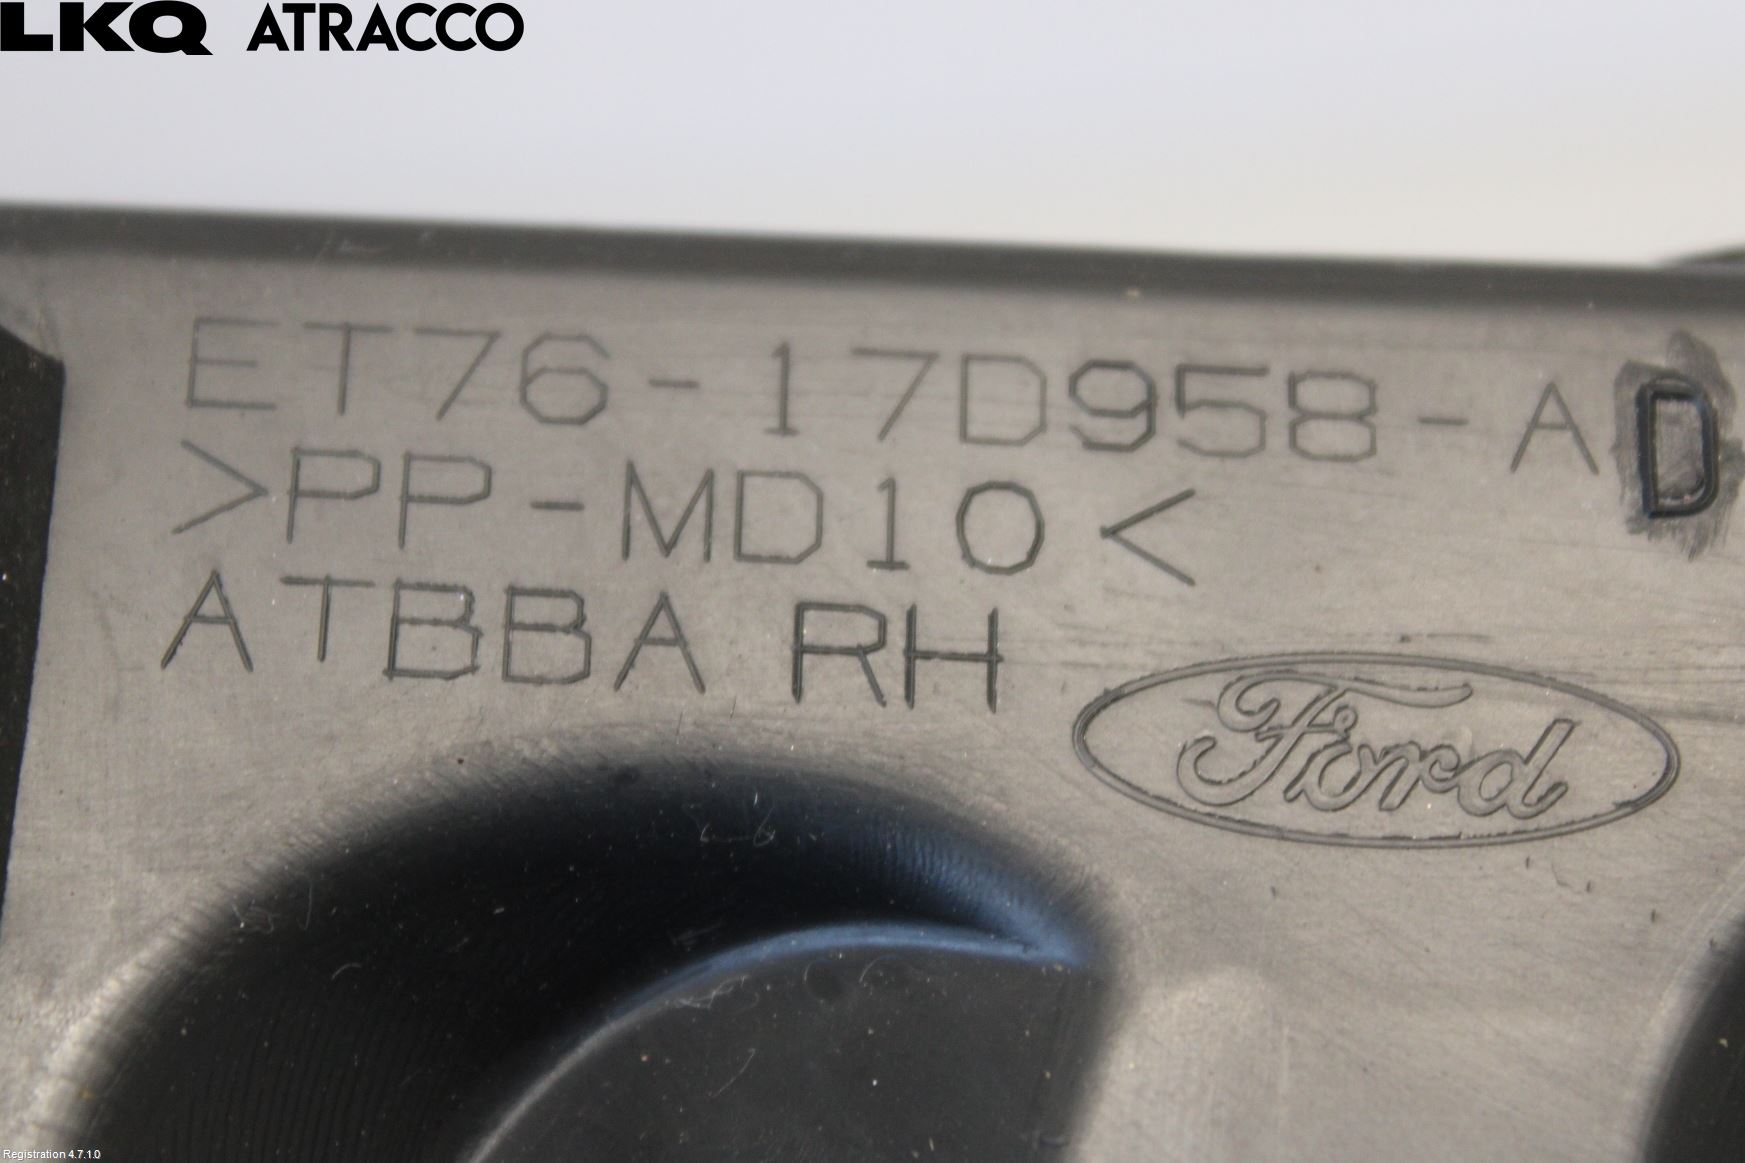 LKQ ATRACCO
ET76-17D958-AD
>PP-MD10<
ATBBA RH
Ford
Registration 4.7.1.0